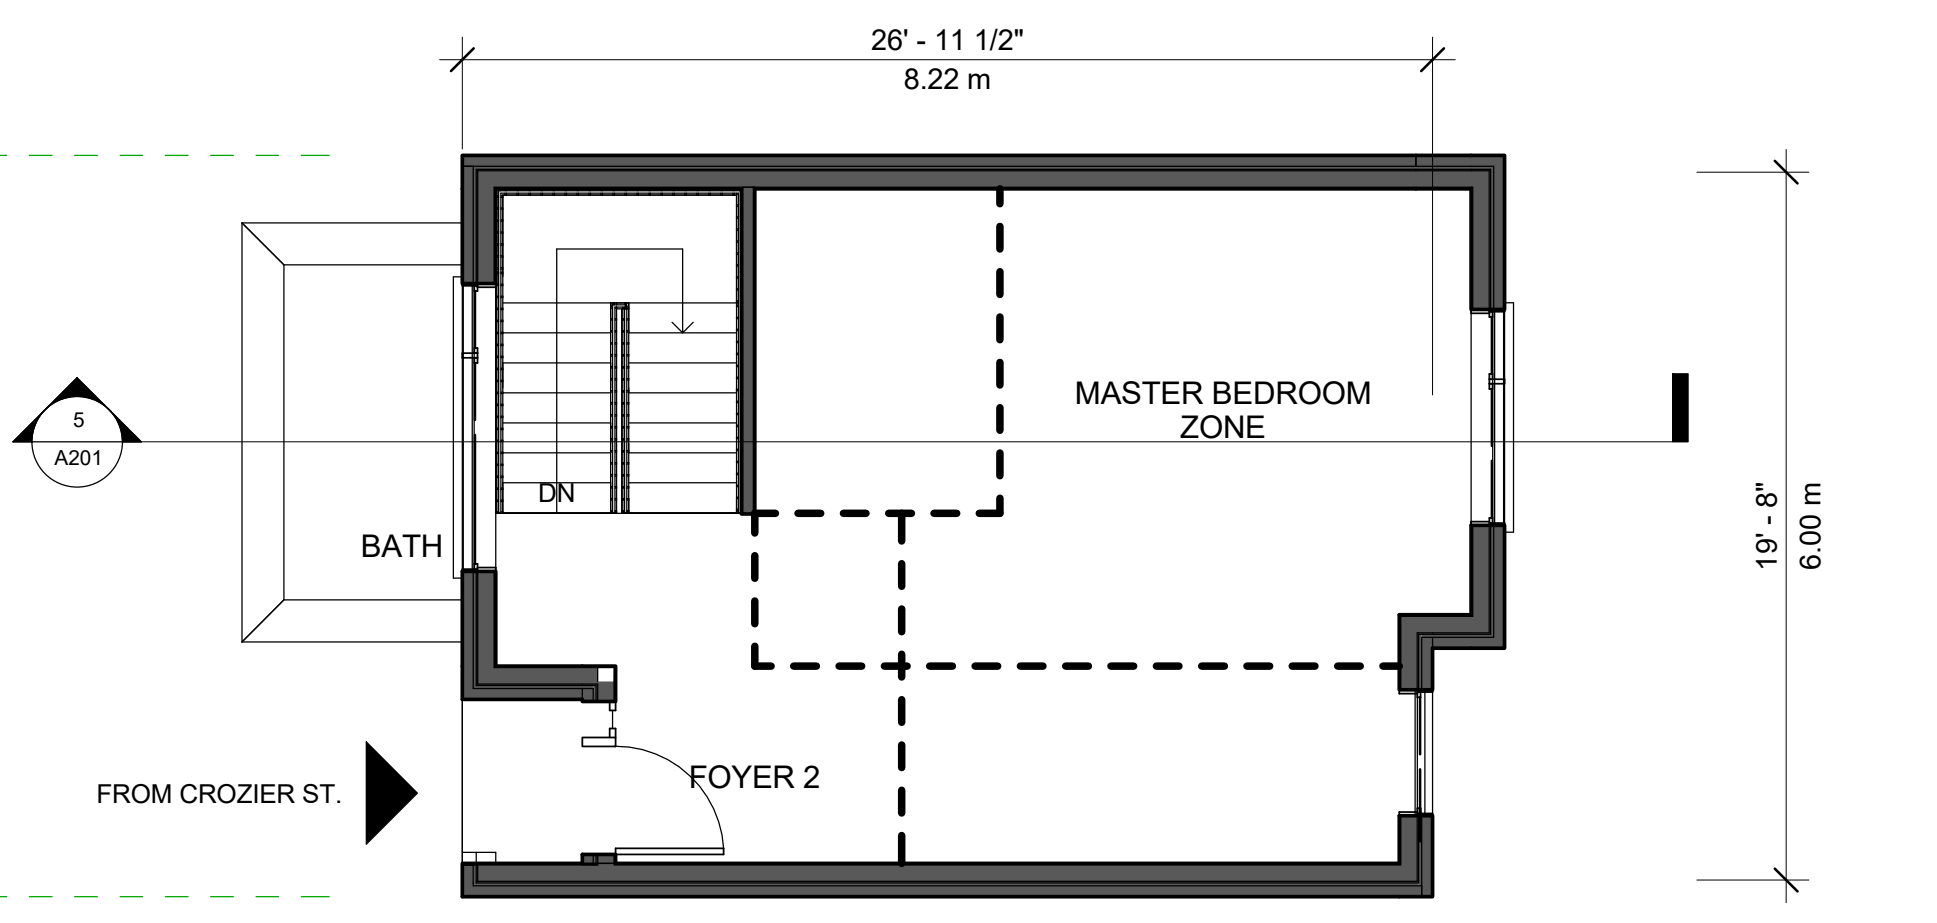 26' - 11 1/2"
8.22 m
MASTER BEDROOM
ZONE
5
A201
DN
19' - 8"
6.00 m
BATH
FOYER 2
FROM CROZIER ST.